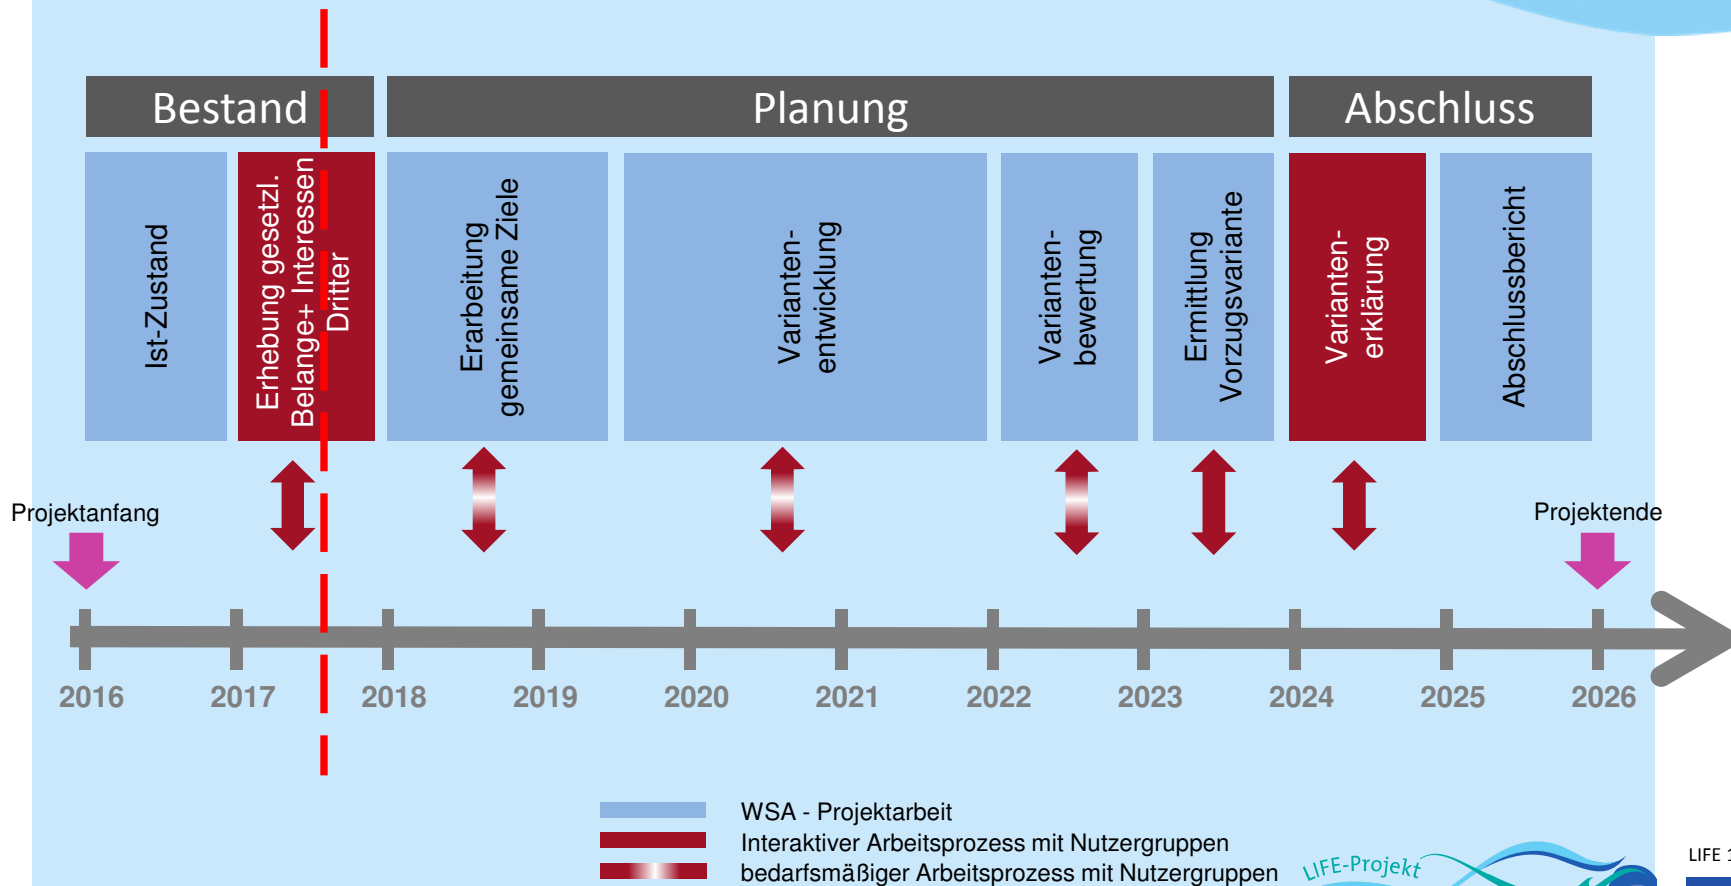 Bestand
Planung
Abschluss
Ist-Zustand
Erhebung gesetzl.
Belange+ Interessen
Dritter
Erarbeitung
gemeinsame Ziele
Varianten-
entwicklung
Varianten-
bewertung
Ermittlung
Vorzugsvariante
Varianten-
erklärung
Abschlussbericht
Projektanfang
Projektende
2016
2017
2018
2019
2020
2021
2022
2023
2024
2025
2026
WSA - Projektarbeit
Interaktiver Arbeitsprozess mit Nutzergruppen
bedarfsmäßiger Arbeitsprozess mit Nutzergruppen
LIFE-Projekt
LIFE 1